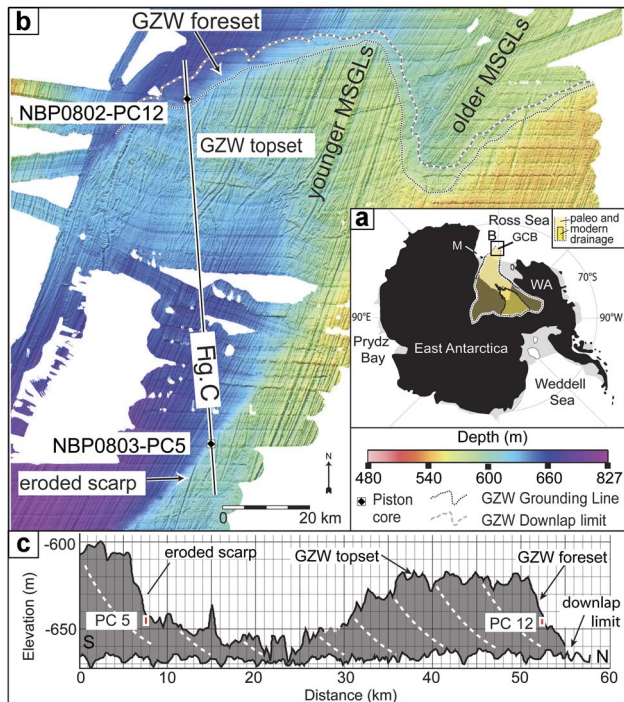 b
GZW foreset
NBP0802-PC12
GZW topset
younger MSGLs
older MSGLs
Fig.C
NBP0803-PC5
eroded scarp
N
0 20 km
a
Ross Sea
B
GCB
M
paleo and
modern
drainage
WA
70°S
90°E
90°W
Prydz
Bay
East Antarctica
Weddell
Sea
Depth (m)
480 540 600 660 827
Piston
core
GZW Grounding Line
GZW Downlap limit
c
-600
eroded scarp
GZW topset
GZW foreset
PC 5
PC 12
downlap
limit
-650
S
N
Elevation (m)
0 10 20 30 40 50 60
Distance (km)